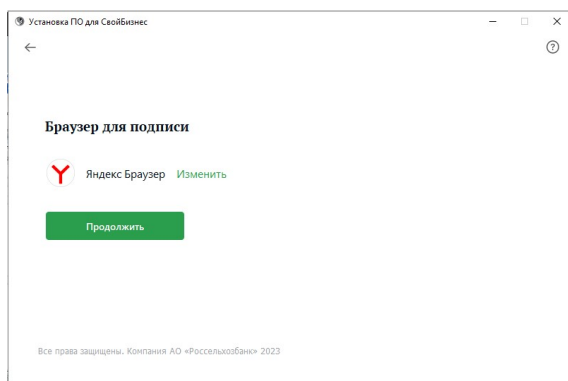 Установка ПО для СвойБизнес
Браузер для подписи
Яндекс Браузер Изменить
Продолжить
Все права защищены. Компания АО «Россельхозбанк» 2023